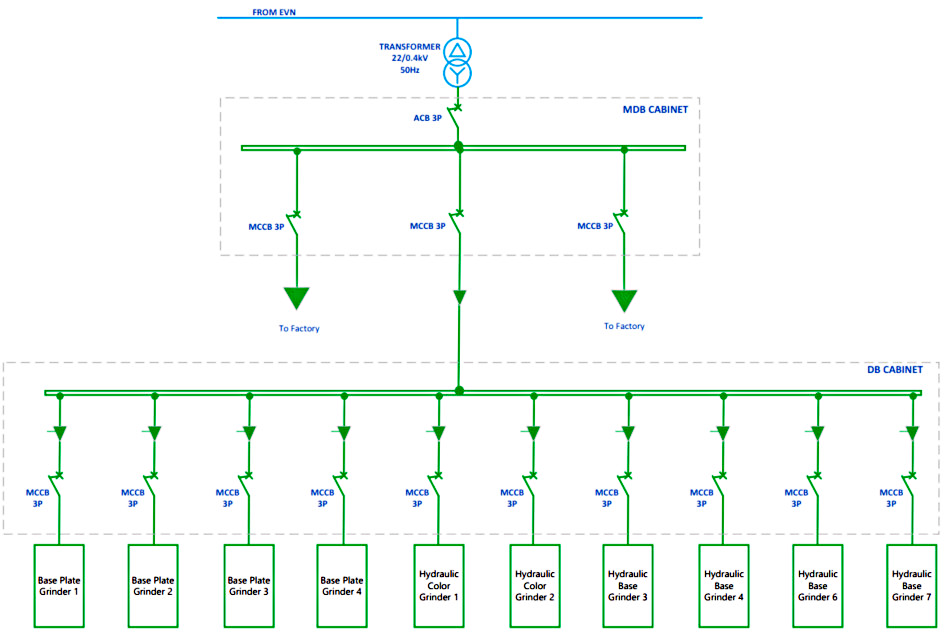 FROM EVN
TRANSFORMER
22/0.4kV
50Hz
MDB CABINET
ACB 3P
MCCB 3P
MCCB 3P
MCCB 3P
To Factory
To Factory
DB CABINET
MCCB
3P
MCCB
3P
MCCB
3P
MCCB
3P
MCCB
3P
MCCB
3P
MCCB
3P
MCCB
3P
MCCB
3P
MCCB
3P
Base Plate
Grinder 1
Base Plate
Grinder 2
Base Plate
Grinder 3
Base Plate
Grinder 4
Hydraulic
Color
Grinder 1
Hydraulic
Color
Grinder 2
Hydraulic
Base
Grinder 3
Hydraulic
Base
Grinder 4
Hydraulic
Base
Grinder 6
Hydraulic
Base
Grinder 7